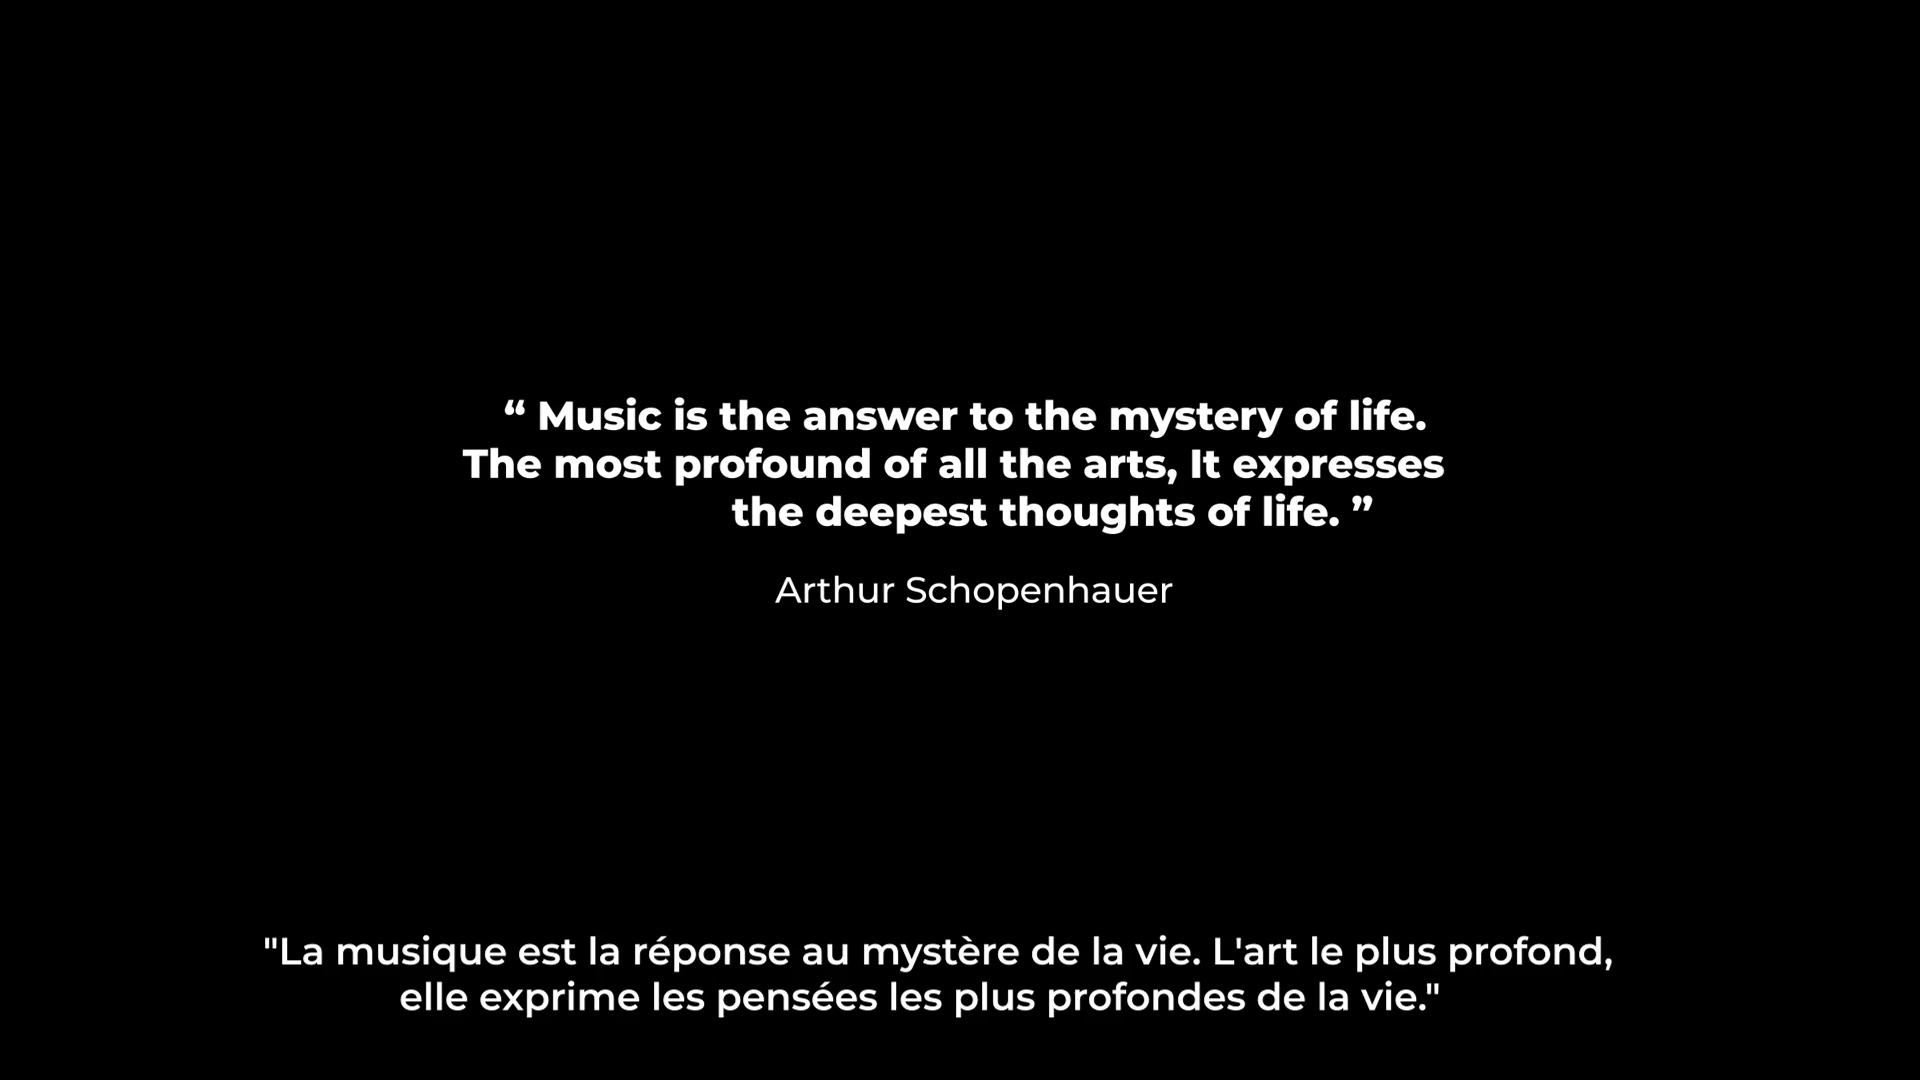 “ Music is the answer to the mystery of life.
The most profound of all the arts, It expresses
the deepest thoughts of life. ”
Arthur Schopenhauer
"La musique est la réponse au mystère de la vie. L'art le plus profond,
elle exprime les pensées les plus profondes de la vie."